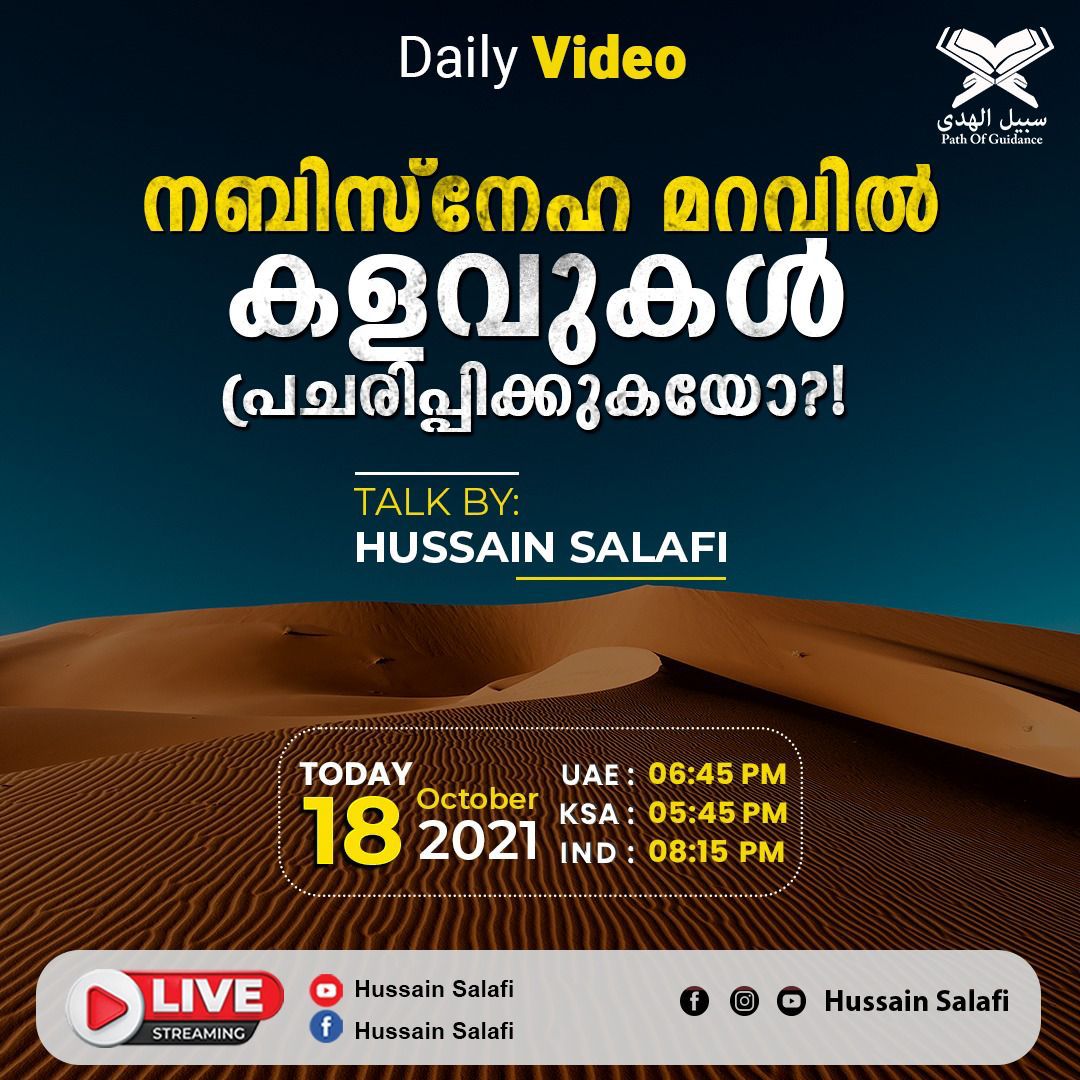 Daily Video
سبيل الهدى
Path Of Guidance
നബിസ്നേഹ മറവിൽ
കളവുകൾ
പ്രചരിപ്പിക്കുകയോ?!
TALK BY:
HUSSAIN SALAFI
TODAY
18 October
2021
UAE : 06:45 PM
KSA : 05:45 PM
IND : 08:15 PM
LIVE
STREAMING
Hussain Salafi
Hussain Salafi
Hussain Salafi